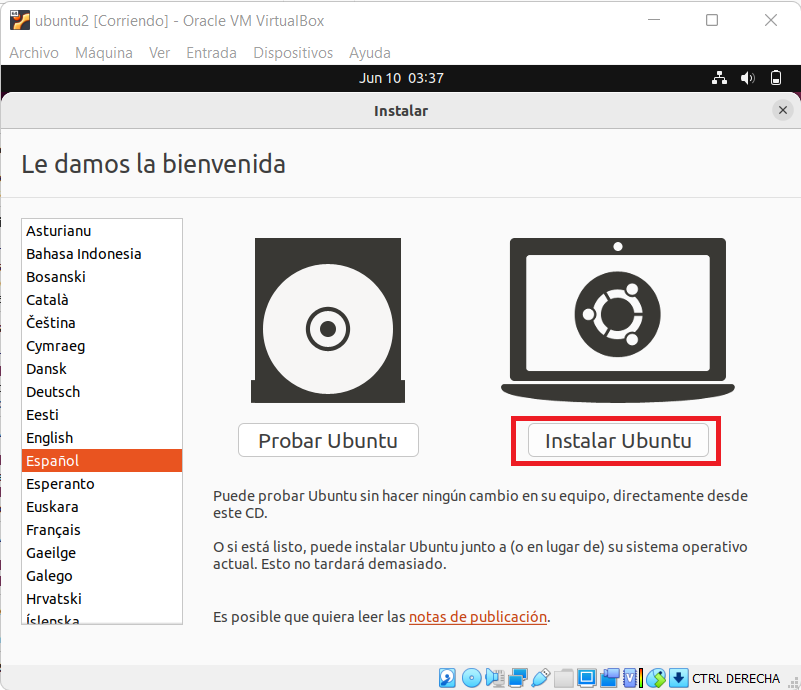 ubuntu2 [Corriendo] - Oracle VM VirtualBox
Archivo Máquina Ver Entrada Dispositivos Ayuda
Jun 10 03:37
Instalar
Le damos la bienvenida
Asturianu
Bahasa Indonesia
Bosanski
Català
Čeština
Cymraeg
Dansk
Deutsch
Eesti
English
Español
Esperanto
Euskara
Français
Gaeilge
Galego
Hrvatski
Íslenska
Probar Ubuntu
Instalar Ubuntu
Puede probar Ubuntu sin hacer ningún cambio en su equipo, directamente desde
este CD.
O si está listo, puede instalar Ubuntu junto a (o en lugar de) su sistema operativo
actual. Esto no tardará demasiado.
Es posible que quiera leer las notas de publicación.
CTRL DERECHA